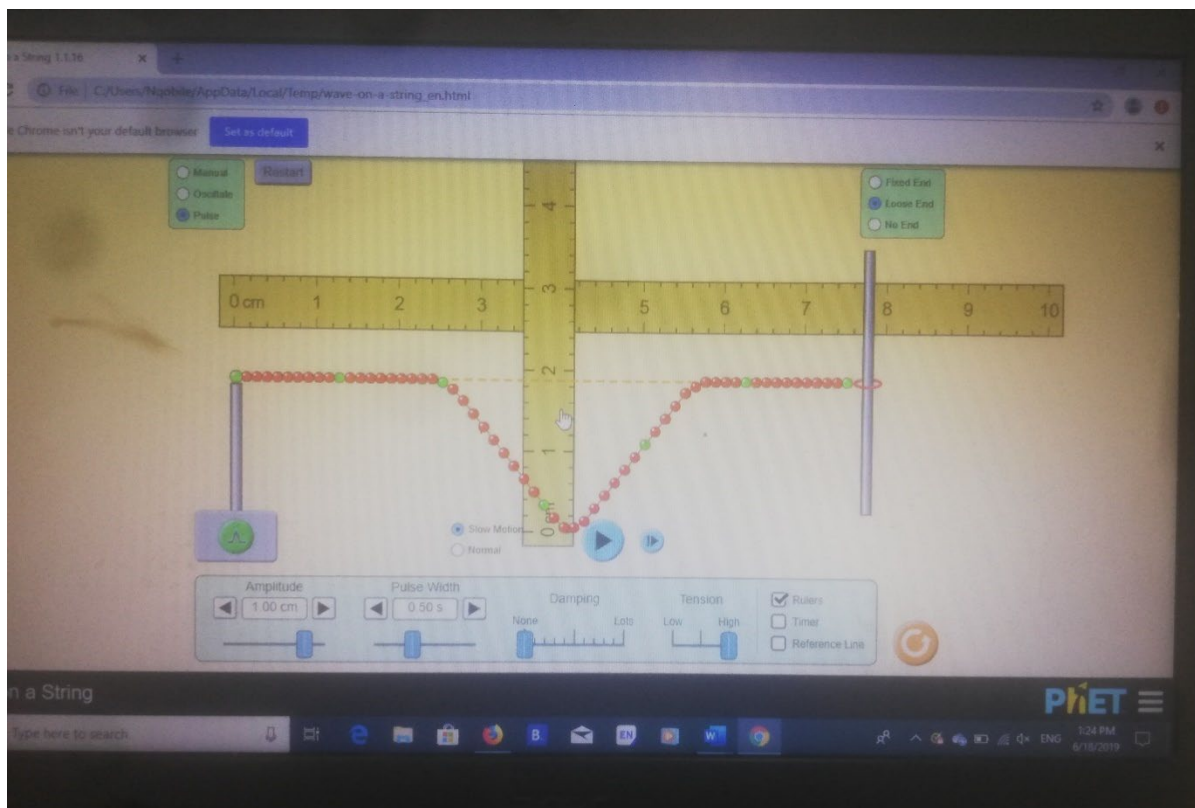 n a String 1.1.16
File | C:/Users/Nqobile/AppData/Local/Temp/wave-on-a-string_en.html
e Chrome isn't your default browser Set as default
Manual
Oscillate
Pulse
Restart
Fixed End
Loose End
No End
4
3
2
1
0 cm
0 cm 1 2 3 5 6 7 8 9 10
Slow Motion
Normal
Amplitude
1.00 cm
Pulse Width
0.50 s
Damping
None Lots
Tension
Low High
Rulers
Timer
Reference Line
n a String
PhET
Type here to search
B.
EN
W
ENG
1:24 PM
6/18/2019